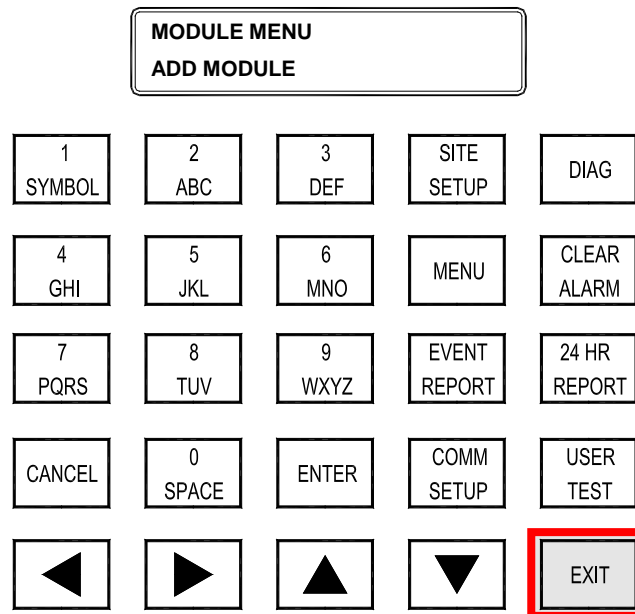 MODULE MENU
ADD MODULE
1
SYMBOL
2
ABC
3
DEF
SITE
SETUP
DIAG
4
GHI
5
JKL
6
MNO
MENU
CLEAR
ALARM
7
PQRS
8
TUV
9
WXYZ
EVENT
REPORT
24 HR
REPORT
CANCEL
0
SPACE
ENTER
COMM
SETUP
USER
TEST
EXIT